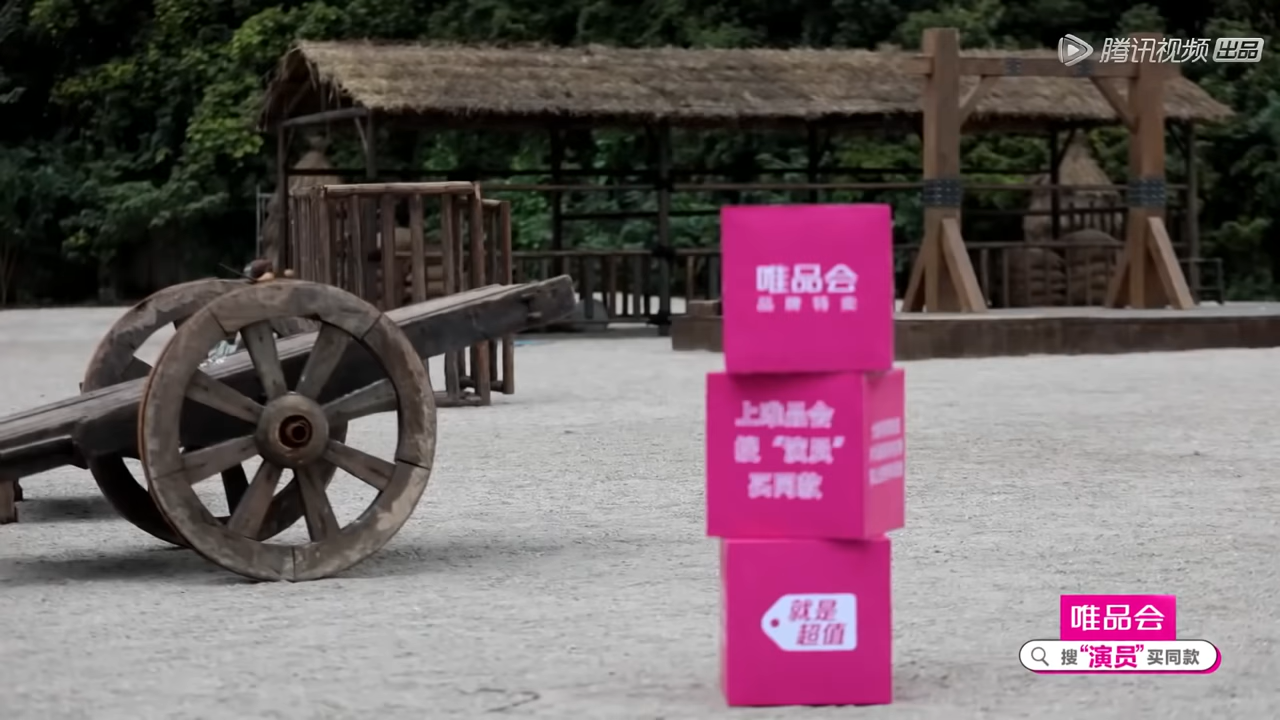 腾讯视频 出品
唯品会
品牌特卖
上唯品会
搜“演员”
买同款
就是
超值
唯品会
搜“演员”买同款